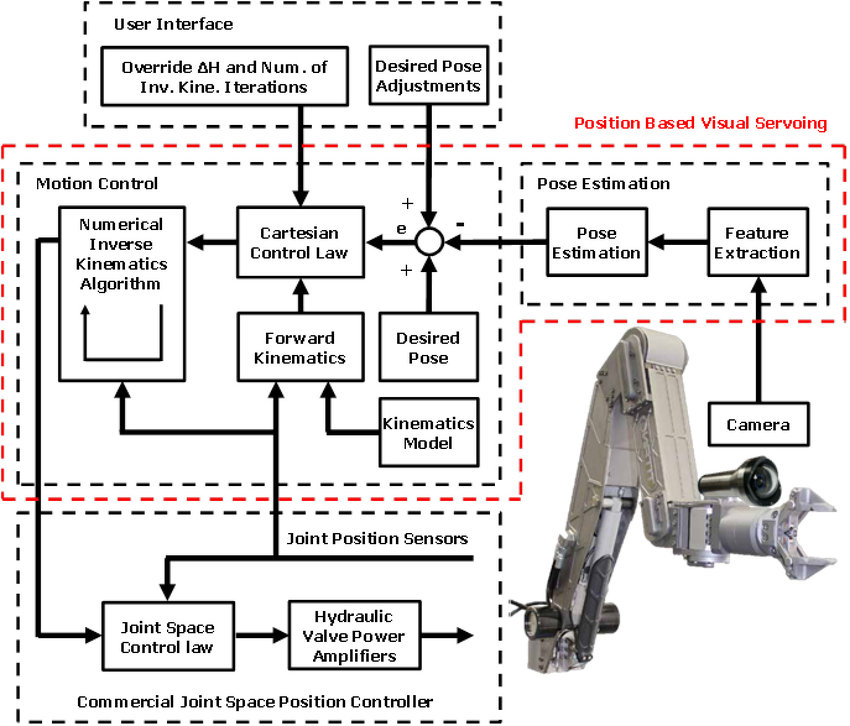 User Interface
Override ΔH and Num. of
Inv. Kine. Iterations
Desired Pose
Adjustments
Position Based Visual Servoing
Motion Control
Pose Estimation
Numerical
Inverse
Kinematics
Algorithm
Cartesian
Control Law
+
e
-
+
Pose
Estimation
Feature
Extraction
Forward
Kinematics
Desired
Pose
Kinematics
Model
Camera
Joint Position Sensors
Joint Space
Control law
Hydraulic
Valve Power
Amplifiers
Commercial Joint Space Position Controller